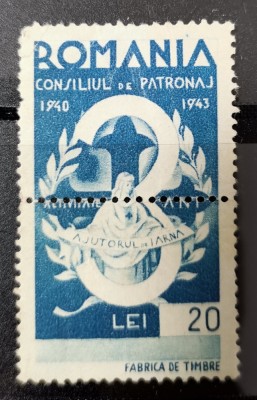 ROMANIA
CONSILIUL DE PATRONAJ
1940 1943
AJUTORUL DE IARNA
LEI 20
FABRICA DE TIMBRE